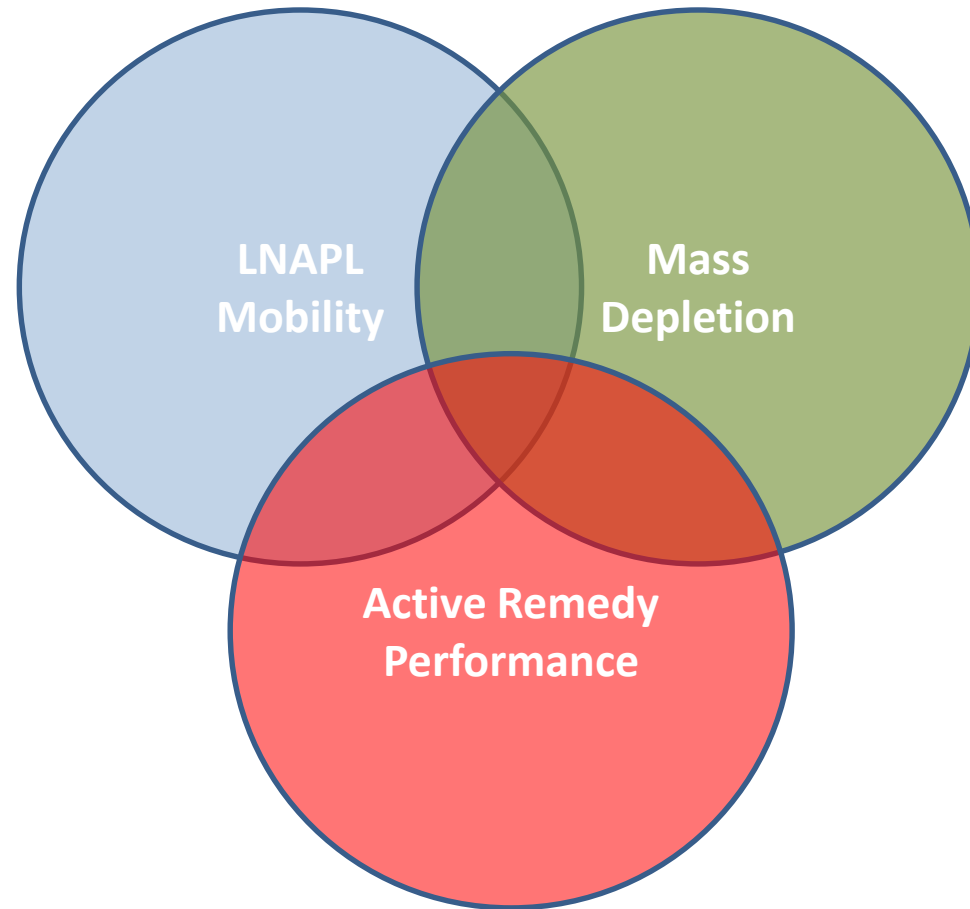 LNAPL
Mobility
Mass
Depletion
Active Remedy
Performance